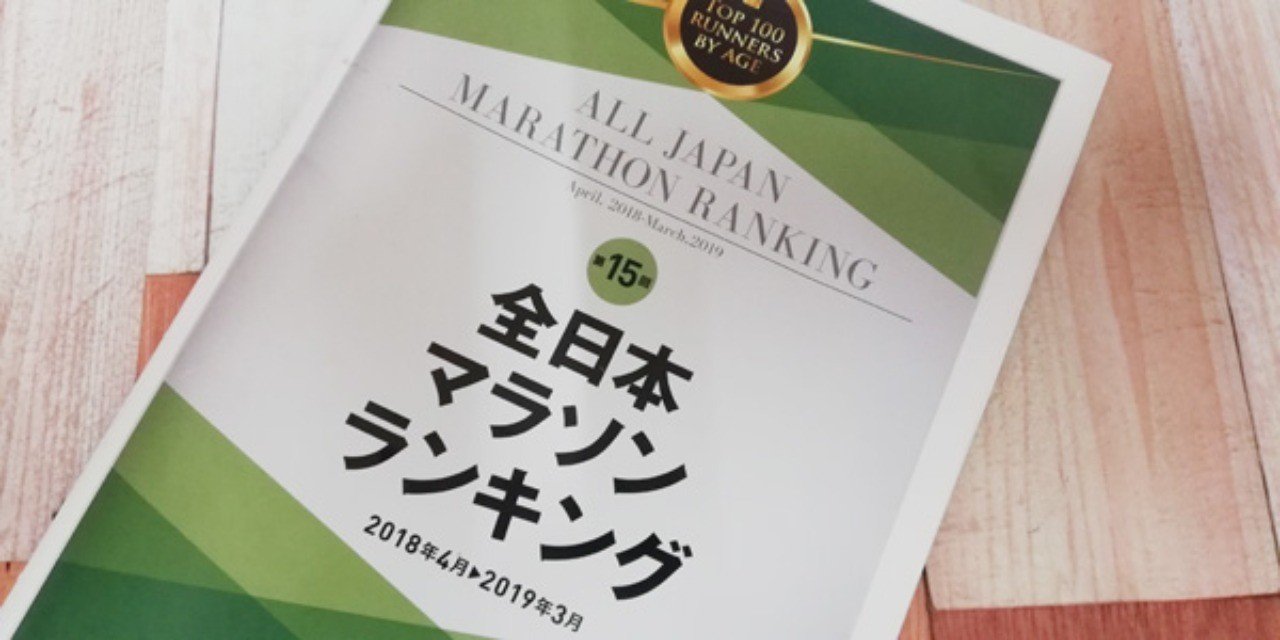 TOP 100
RUNNERS
BY AGE
ALL JAPAN
MARATHON RANKING
April. 2018-March.2019
第15回
全日本
マラソン
ランキング
2018年4月▶2019年3月